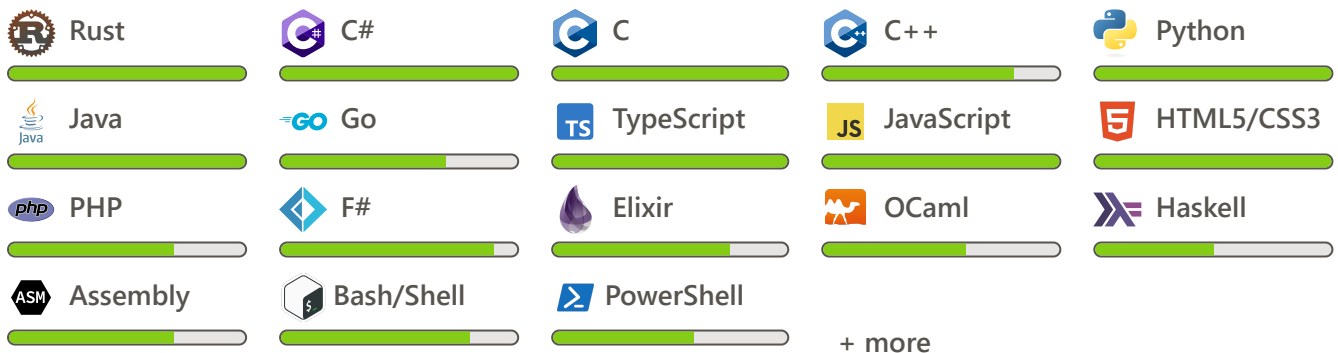 Rust C# C C++ Python
Java Go TypeScript JavaScript HTML5/CSS3
Java GO TS JS 5
PHP F# Elixir OCaml Haskell
php
Assembly Bash/Shell PowerShell
ASM $_ >_
+ more